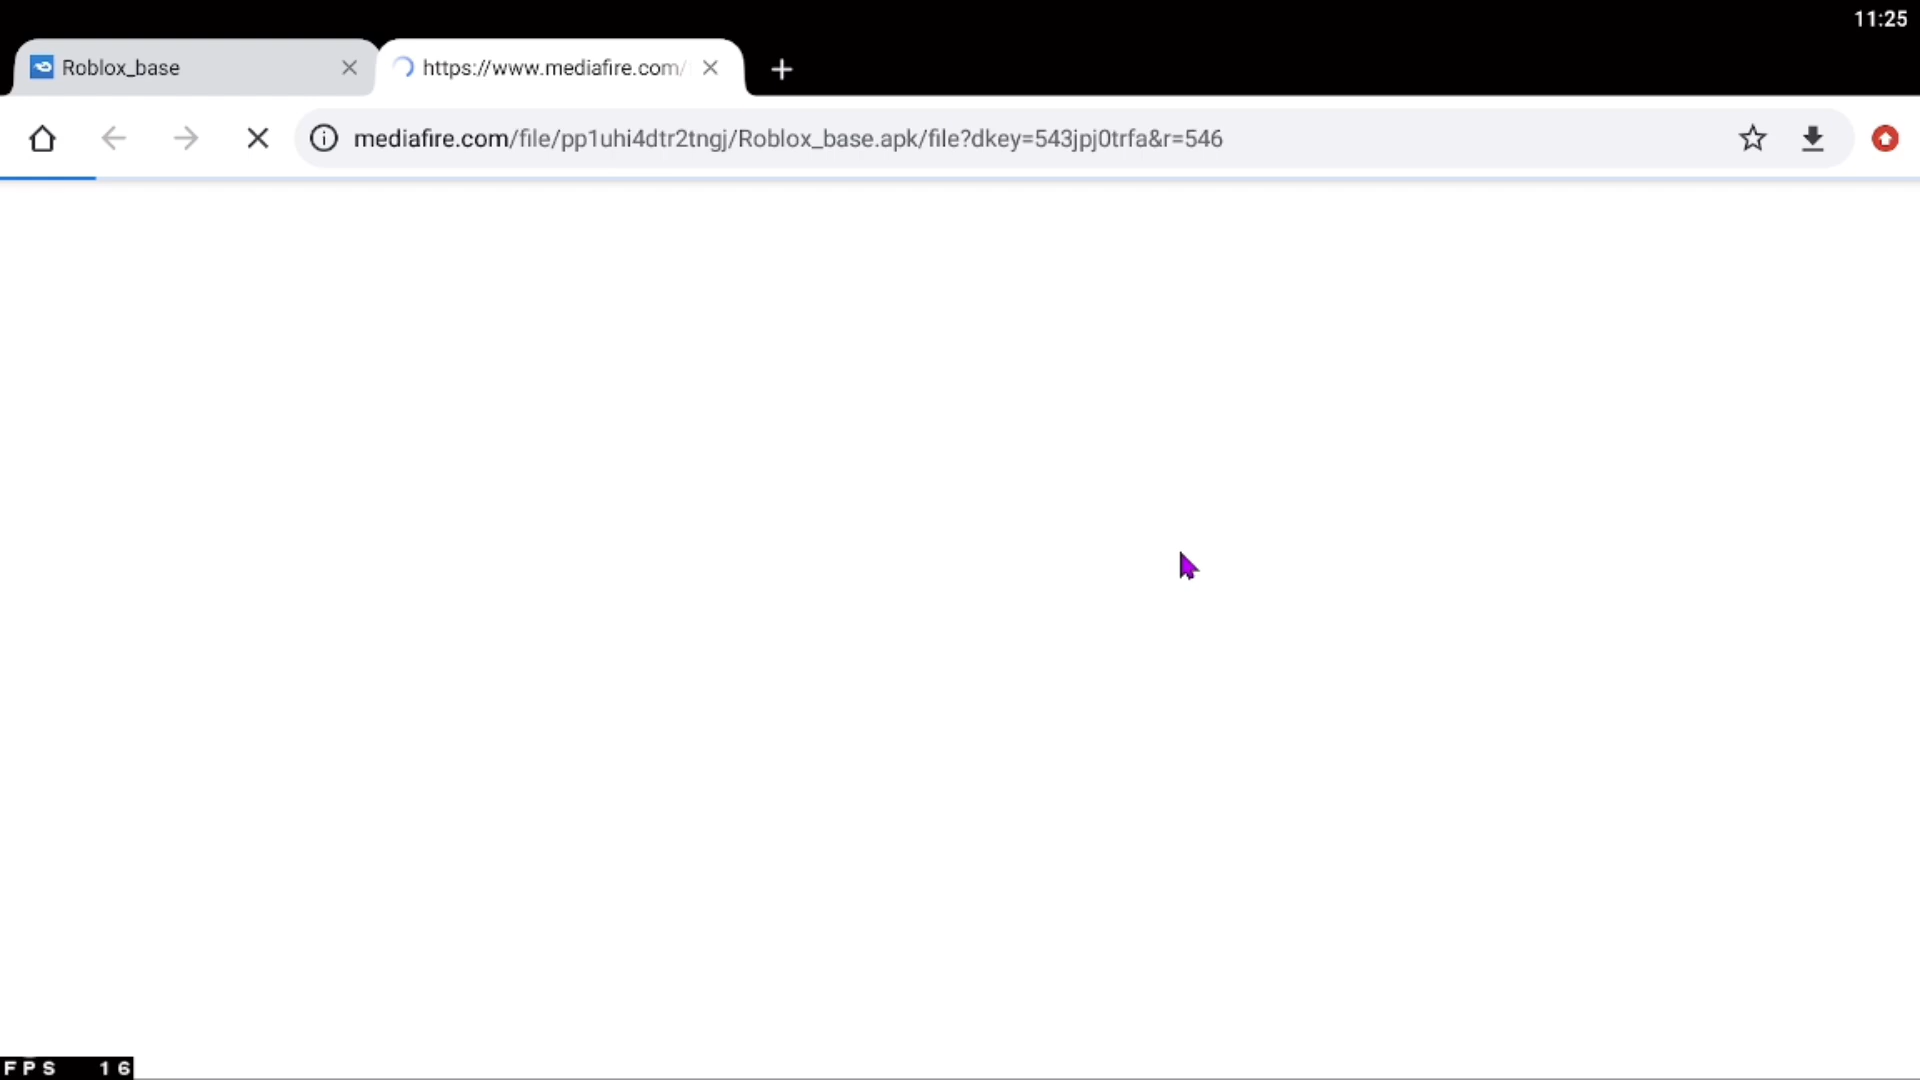 11:25
Roblox_base
https://www.mediafire.com/
mediafire.com/file/pp1uhi4dtr2tngj/Roblox_base.apk/file?dkey=543jpj0trfa&r=546
FPS 16